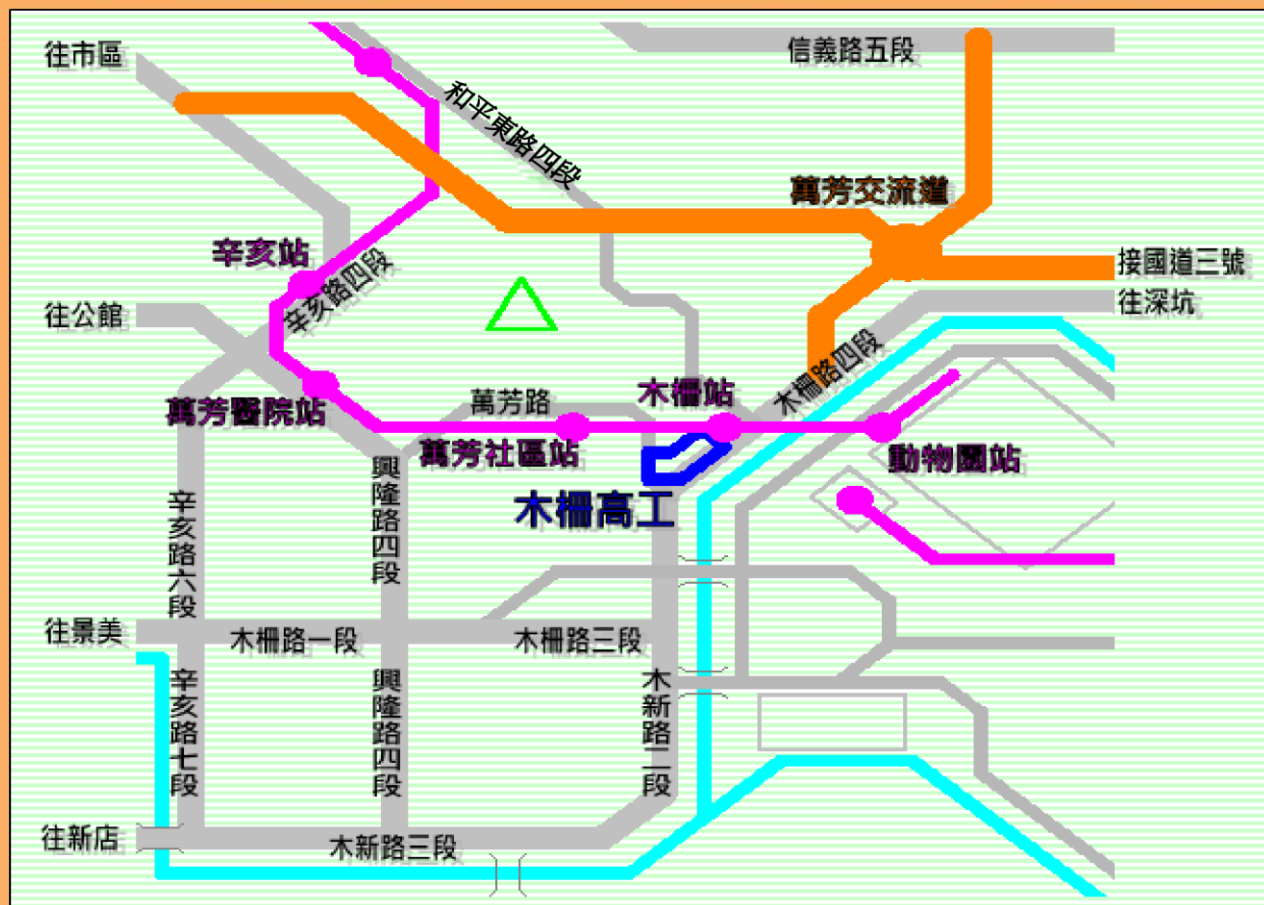 往市區
信義路五段
和平東路四段
萬芳交流道
辛亥站
接國道三號
辛亥路四段
往公館
往深坑
木柵路四段
萬芳醫院站
萬芳路
木柵站
萬芳社區站
動物園站
木柵高工
辛亥路六段
興隆路四段
往景美
木柵路一段
木柵路三段
辛亥路七段
興隆路四段
木新路二段
往新店
木新路三段